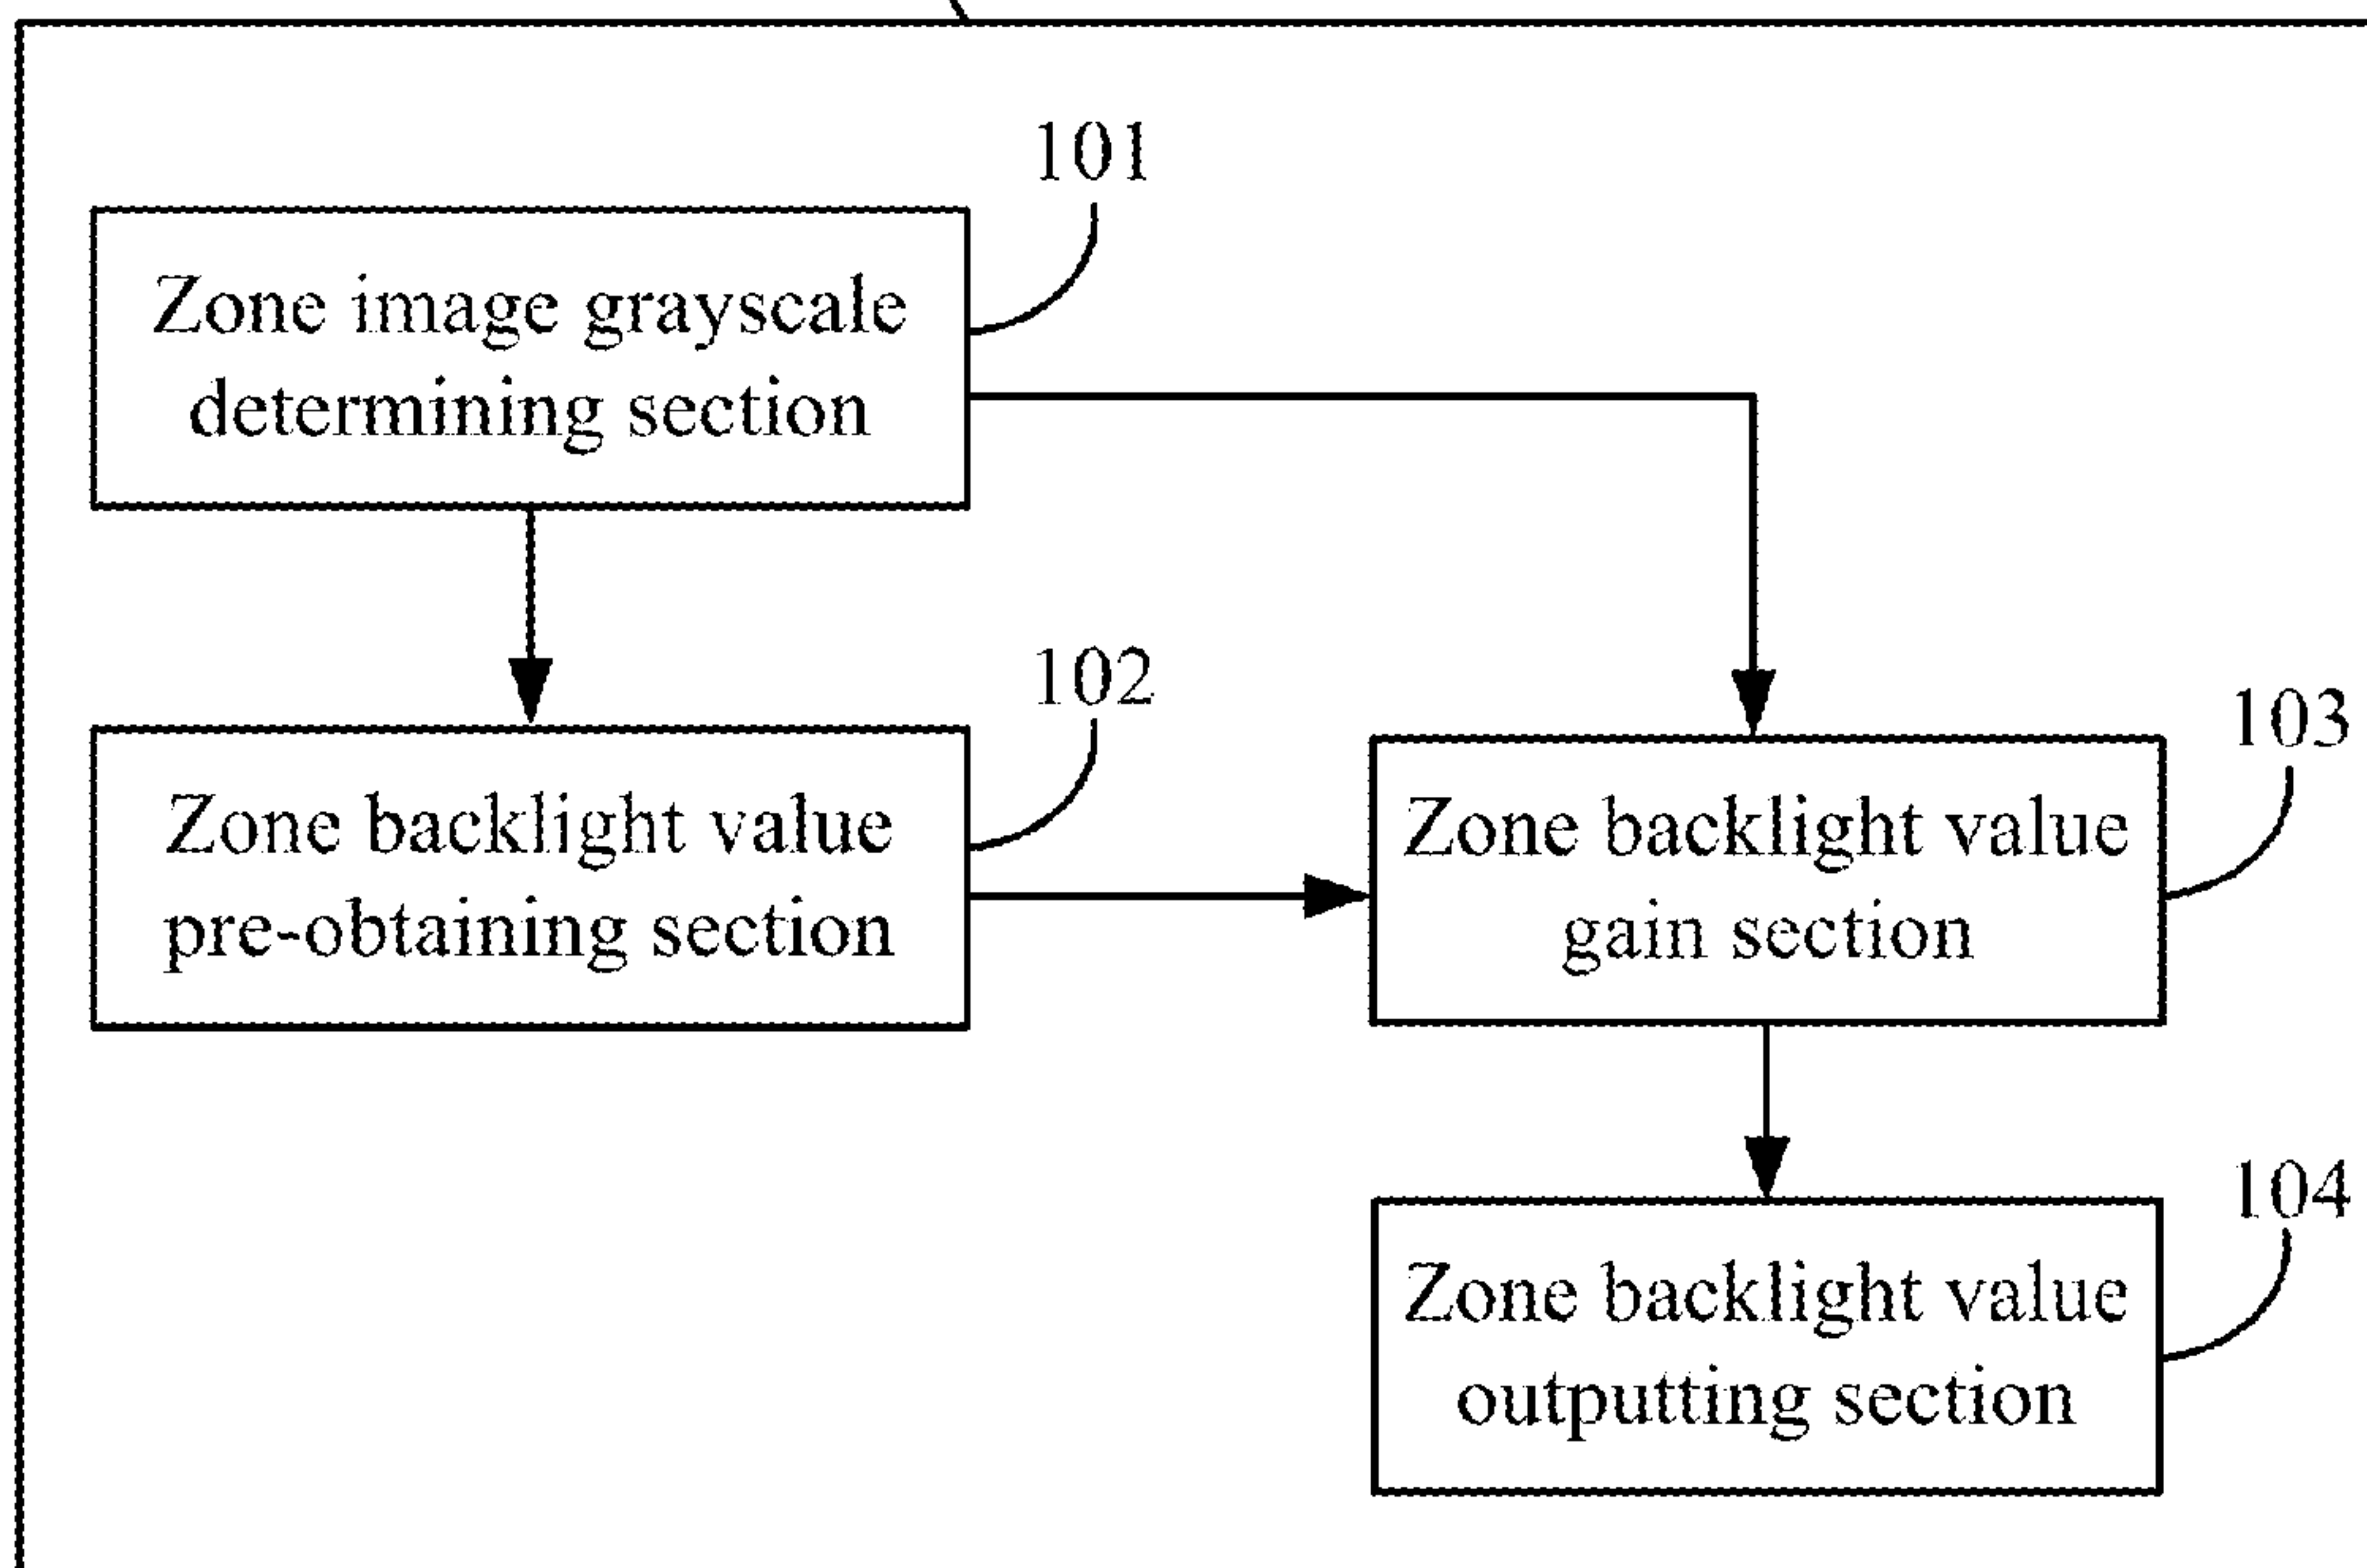 101
Zone image grayscale
determining section
102
Zone backlight value
pre-obtaining section
103
Zone backlight value
gain section
104
Zone backlight value
outputting section